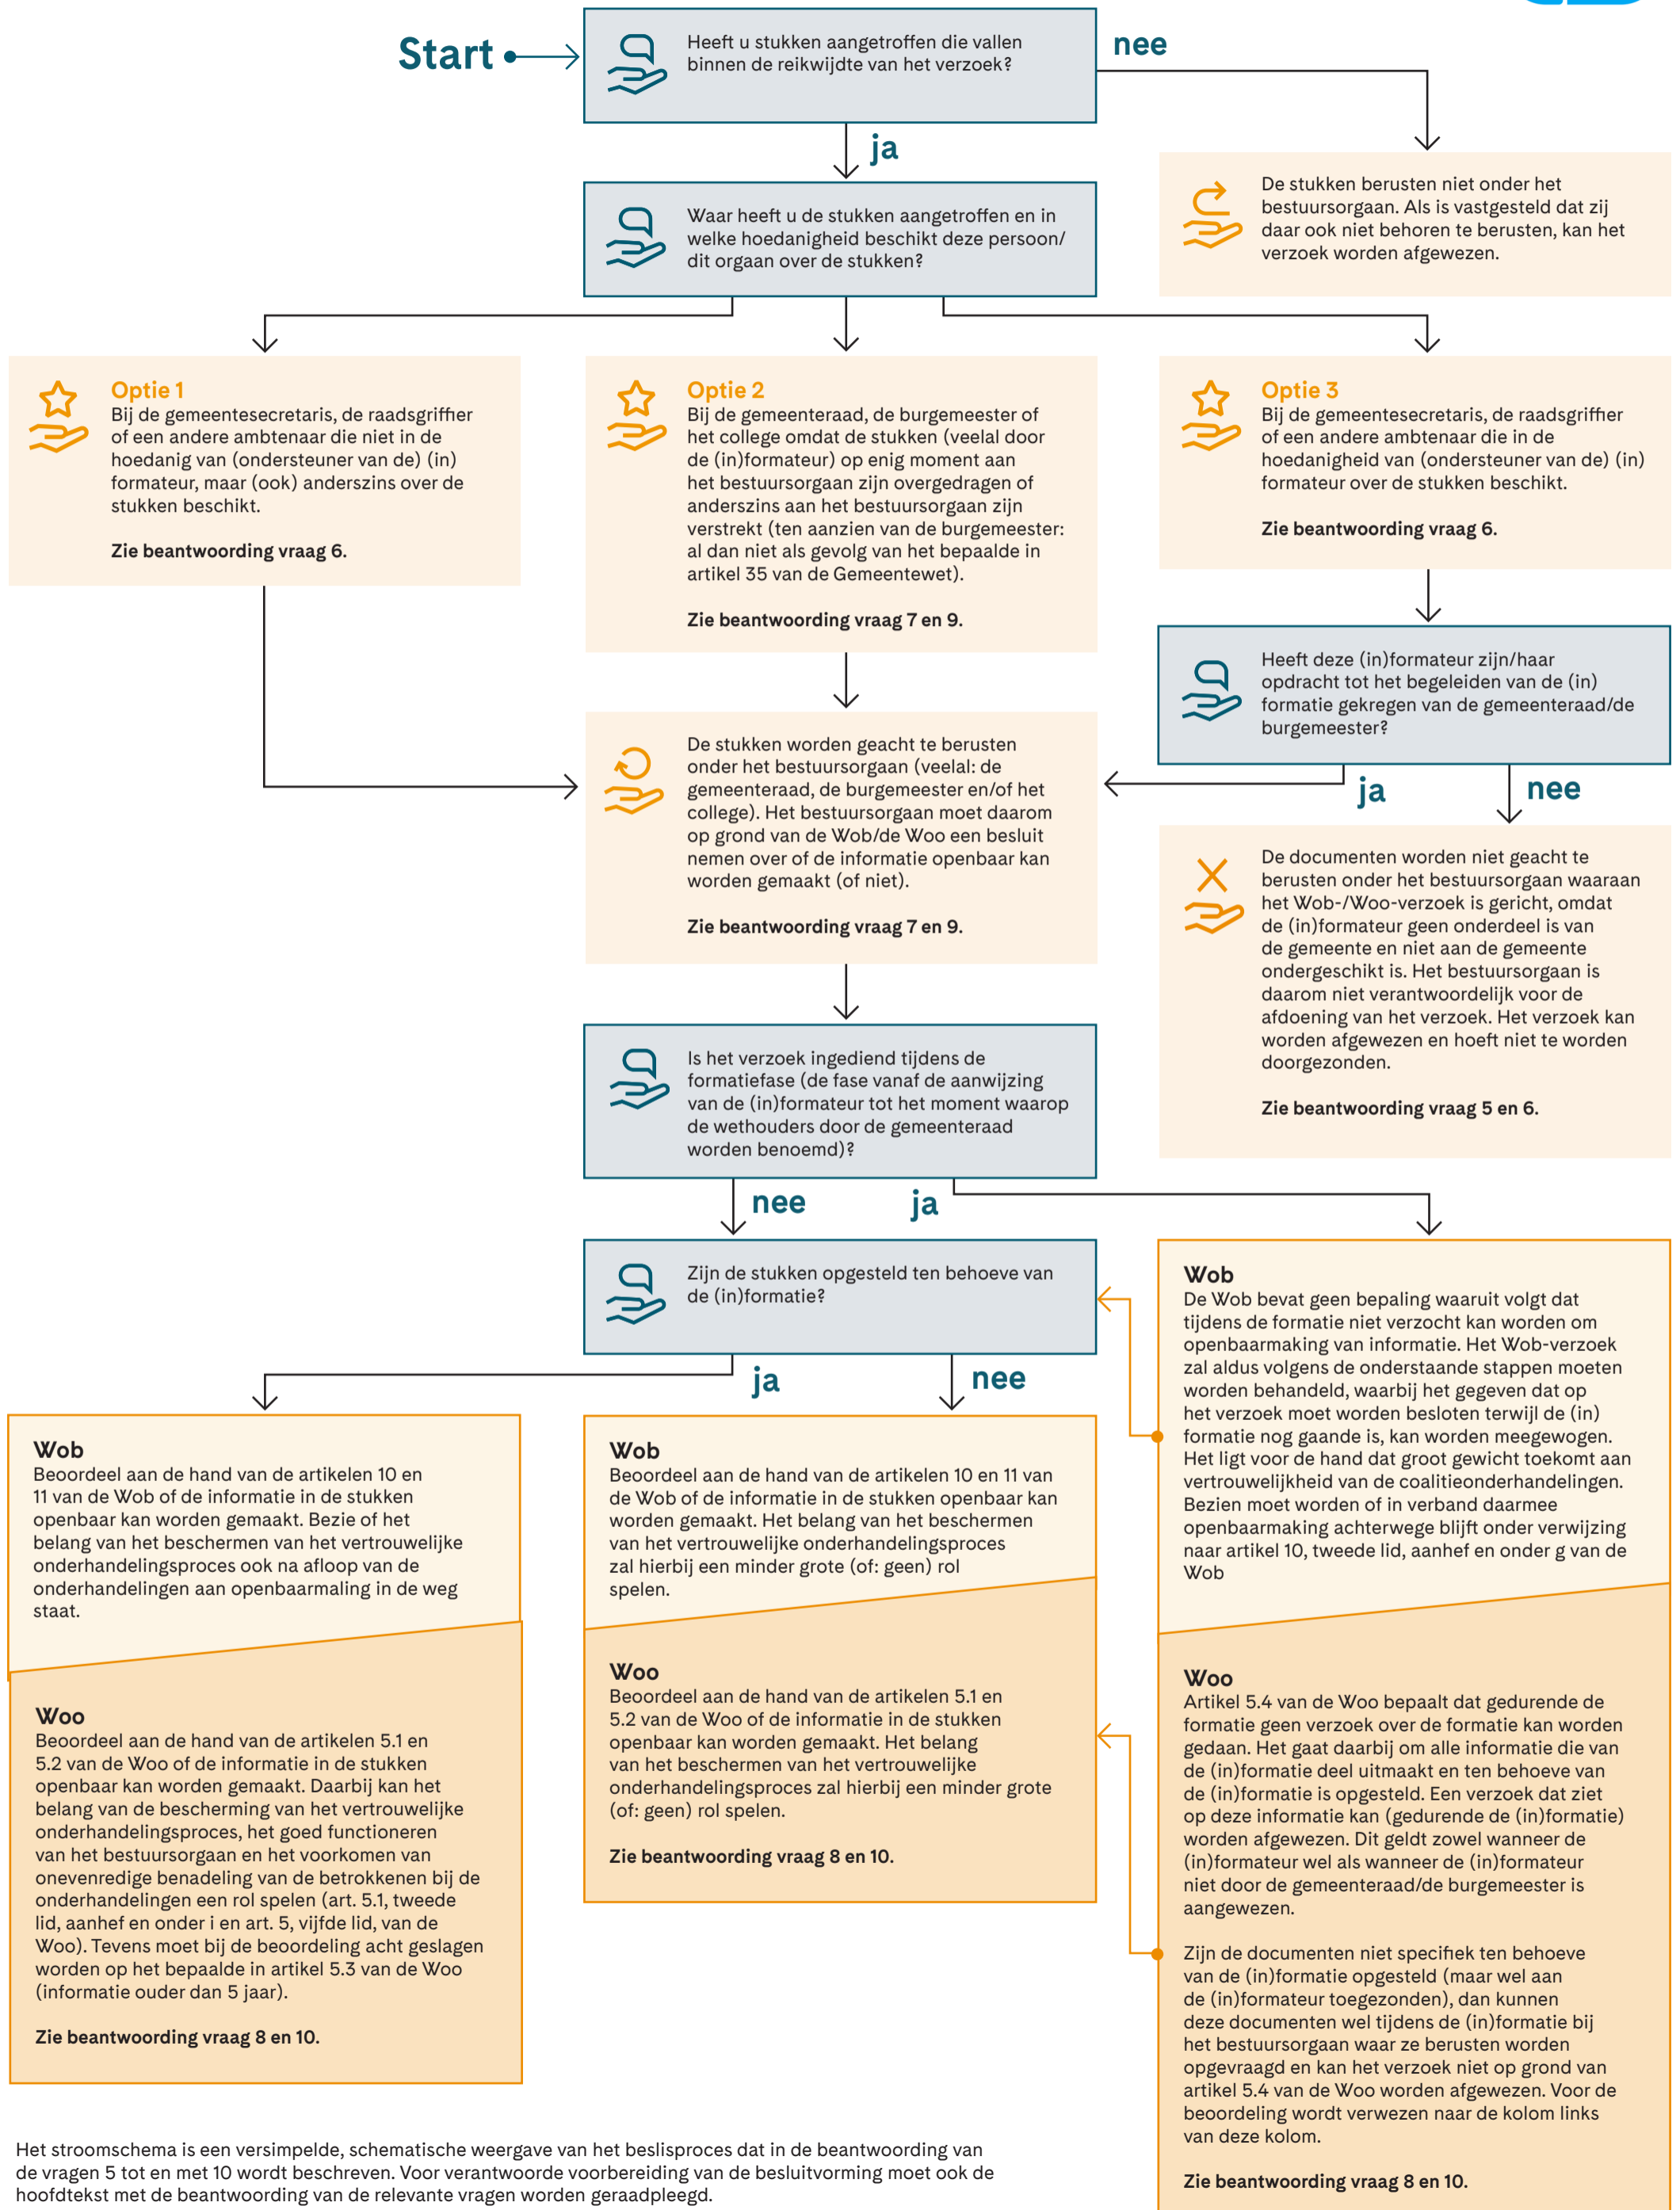 Start
Heeft u stukken aangetroffen die vallen
binnen de reikwijdte van het verzoek?
nee
ja
De stukken berusten niet onder het
bestuursorgaan. Als is vastgesteld dat zij
daar ook niet behoren te berusten, kan het
verzoek worden afgewezen.
Waar heeft u de stukken aangetroffen en in
welke hoedanigheid beschikt deze persoon/
dit orgaan over de stukken?
Optie 1
Bij de gemeentesecretaris, de raadsgriffier
of een andere ambtenaar die niet in de
hoedanig van (ondersteuner van de) (in)
formateur, maar (ook) anderszins over de
stukken beschikt.
Zie beantwoording vraag 6.
Optie 2
Bij de gemeenteraad, de burgemeester of
het college omdat de stukken (veelal door
de (in)formateur) op enig moment aan
het bestuursorgaan zijn overgedragen of
anderszins aan het bestuursorgaan zijn
verstrekt (ten aanzien van de burgemeester:
al dan niet als gevolg van het bepaalde in
artikel 35 van de Gemeentewet).
Zie beantwoording vraag 7 en 9.
Optie 3
Bij de gemeentesecretaris, de raadsgriffier
of een andere ambtenaar die in de
hoedanigheid van (ondersteuner van de) (in)
formateur over de stukken beschikt.
Zie beantwoording vraag 6.
Heeft deze (in)formateur zijn/haar
opdracht tot het begeleiden van de (in)
formatie gekregen van de gemeenteraad/de
burgemeester?
ja
nee
De stukken worden geacht te berusten
onder het bestuursorgaan (veelal: de
gemeenteraad, de burgemeester en/of het
college). Het bestuursorgaan moet daarom
op grond van de Wob/de Woo een besluit
nemen over of de informatie openbaar kan
worden gemaakt (of niet).
Zie beantwoording vraag 7 en 9.
De documenten worden niet geacht te
berusten onder het bestuursorgaan waaraan
het Wob-/Woo-verzoek is gericht, omdat
de (in)formateur geen onderdeel is van
de gemeente en niet aan de gemeente
ondergeschikt is. Het bestuursorgaan is
daarom niet verantwoordelijk voor de
afdoening van het verzoek. Het verzoek kan
worden afgewezen en hoeft niet te worden
doorgezonden.
Zie beantwoording vraag 5 en 6.
Is het verzoek ingediend tijdens de
formatiefase (de fase vanaf de aanwijzing
van de (in)formateur tot het moment waarop
de wethouders door de gemeenteraad
worden benoemd)?
nee
ja
Zijn de stukken opgesteld ten behoeve van
de (in)formatie?
ja
nee
Wob
Beoordeel aan de hand van de artikelen 10 en
11 van de Wob of de informatie in de stukken
openbaar kan worden gemaakt. Bezie of het
belang van het beschermen van het vertrouwelijke
onderhandelingsproces ook na afloop van de
onderhandelingen aan openbaarmaling in de weg
staat.
Woo
Beoordeel aan de hand van de artikelen 5.1 en
5.2 van de Woo of de informatie in de stukken
openbaar kan worden gemaakt. Daarbij kan het
belang van de bescherming van het vertrouwelijke
onderhandelingsproces, het goed functioneren
van het bestuursorgaan en het voorkomen van
onevenredige benadeling van de betrokkenen bij de
onderhandelingen een rol spelen (art. 5.1, tweede
lid, aanhef en onder i en art. 5, vijfde lid, van de
Woo). Tevens moet bij de beoordeling acht geslagen
worden op het bepaalde in artikel 5.3 van de Woo
(informatie ouder dan 5 jaar).
Zie beantwoording vraag 8 en 10.
Wob
Beoordeel aan de hand van de artikelen 10 en 11 van
de Wob of de informatie in de stukken openbaar kan
worden gemaakt. Het belang van het beschermen
van het vertrouwelijke onderhandelingsproces
zal hierbij een minder grote (of: geen) rol
spelen.
Woo
Beoordeel aan de hand van de artikelen 5.1 en
5.2 van de Woo of de informatie in de stukken
openbaar kan worden gemaakt. Het belang
van het beschermen van het vertrouwelijke
onderhandelingsproces zal hierbij een minder grote
(of: geen) rol spelen.
Zie beantwoording vraag 8 en 10.
Wob
De Wob bevat geen bepaling waaruit volgt dat
tijdens de formatie niet verzocht kan worden om
openbaarmaking van informatie. Het Wob-verzoek
zal aldus volgens de onderstaande stappen moeten
worden behandeld, waarbij het gegeven dat op
het verzoek moet worden besloten terwijl de (in)
formatie nog gaande is, kan worden meegewogen.
Het ligt voor de hand dat groot gewicht toekomt aan
vertrouwelijkheid van de coalitieonderhandelingen.
Bezien moet worden of in verband daarmee
openbaarmaking achterwege blijft onder verwijzing
naar artikel 10, tweede lid, aanhef en onder g van de
Wob
Woo
Artikel 5.4 van de Woo bepaalt dat gedurende de
formatie geen verzoek over de formatie kan worden
gedaan. Het gaat daarbij om alle informatie die van
de (in)formatie deel uitmaakt en ten behoeve van
de (in)formatie is opgesteld. Een verzoek dat ziet
op deze informatie kan (gedurende de (in)formatie)
worden afgewezen. Dit geldt zowel wanneer de
(in)formateur wel als wanneer de (in)formateur
niet door de gemeenteraad/de burgemeester is
aangewezen.
Zijn de documenten niet specifiek ten behoeve
van de (in)formatie opgesteld (maar wel aan
de (in)formateur toegezonden), dan kunnen
deze documenten wel tijdens de (in)formatie bij
het bestuursorgaan waar ze berusten worden
opgevraagd en kan het verzoek niet op grond van
artikel 5.4 van de Woo worden afgewezen. Voor de
beoordeling wordt verwezen naar de kolom links
van deze kolom.
Zie beantwoording vraag 8 en 10.
Het stroomschema is een versimpelde, schematische weergave van het beslisproces dat in de beantwoording van
de vragen 5 tot en met 10 wordt beschreven. Voor verantwoorde voorbereiding van de besluitvorming moet ook de
hoofdtekst met de beantwoording van de relevante vragen worden geraadpleegd.